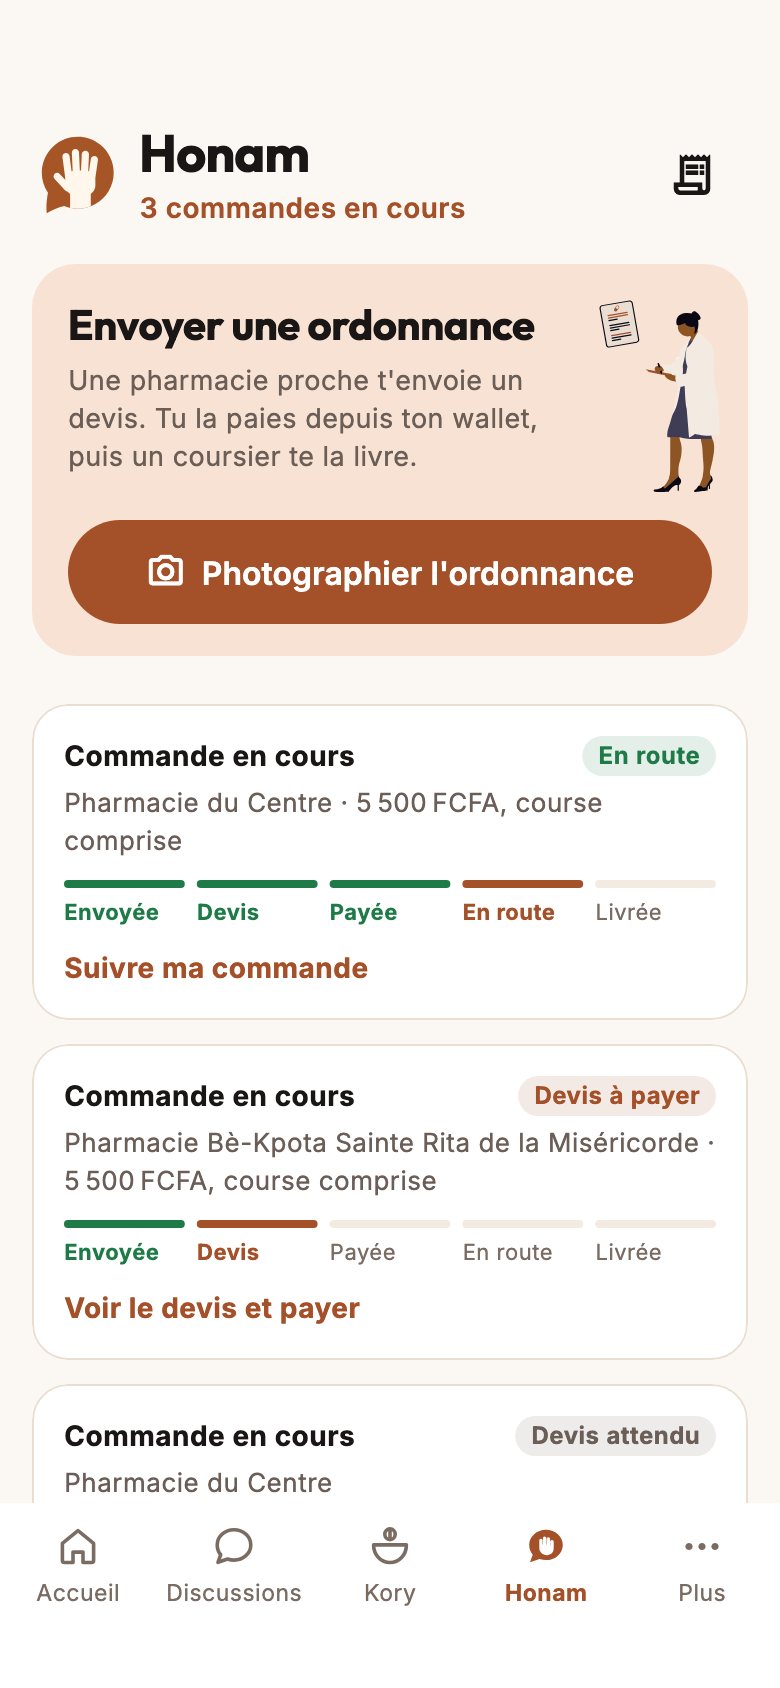 Honam
3 commandes en cours
Envoyer une ordonnance
Une pharmacie proche t'envoie un
devis. Tu la paies depuis ton wallet,
puis un coursier te la livre.
Photographier l'ordonnance
Commande en cours
En route
Pharmacie du Centre · 5 500 FCFA, course
comprise
Envoyée Devis Payée En route Livrée
Suivre ma commande
Commande en cours
Devis à payer
Pharmacie Bè-Kpota Sainte Rita de la Miséricorde ·
5 500 FCFA, course comprise
Envoyée Devis Payée En route Livrée
Voir le devis et payer
Commande en cours
Devis attendu
Pharmacie du Centre
Accueil Discussions Kory Honam Plus